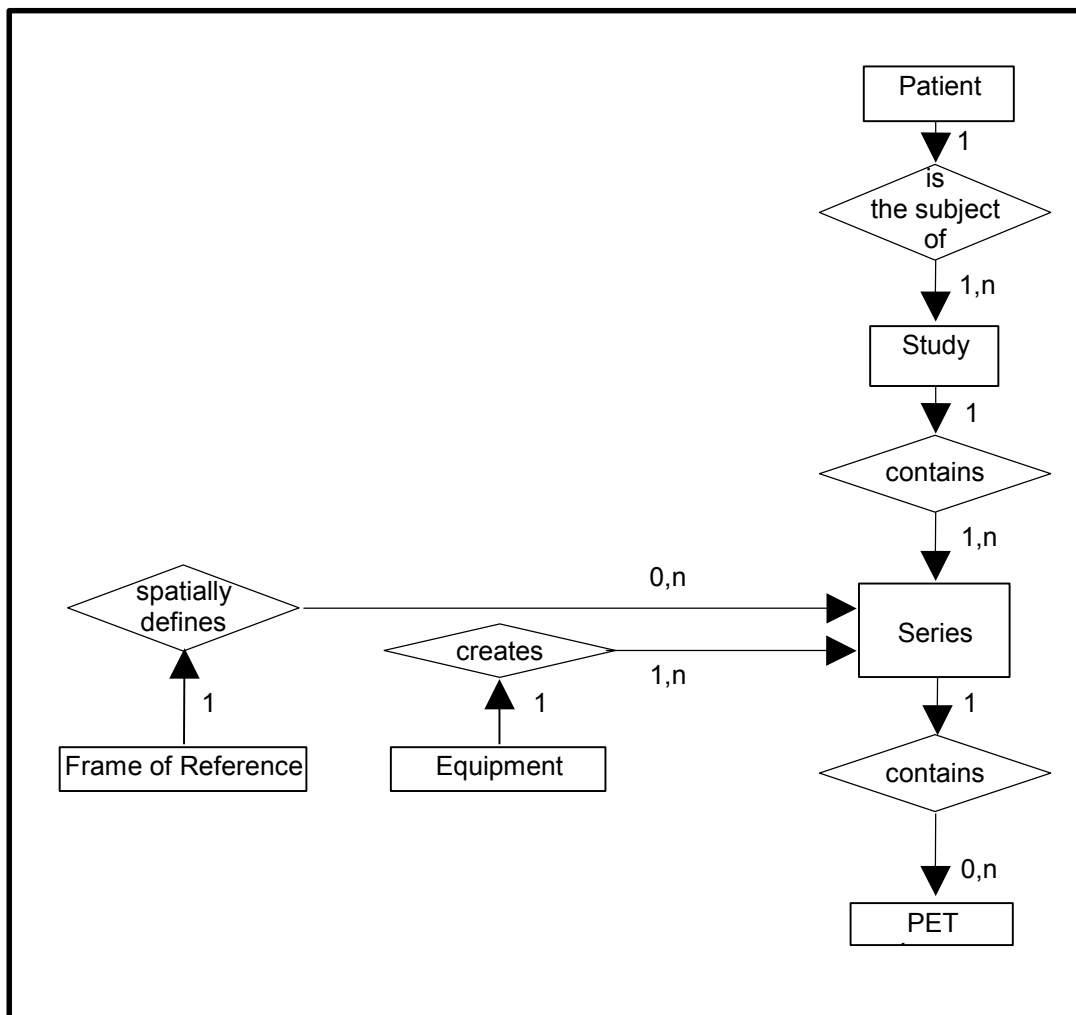 Patient
1
is
the subject
of
1,n
Study
1
contains
1,n
spatially
defines
0,n
Series
creates
1,n
1
1
1
Frame of Reference
Equipment
contains
0,n
PET